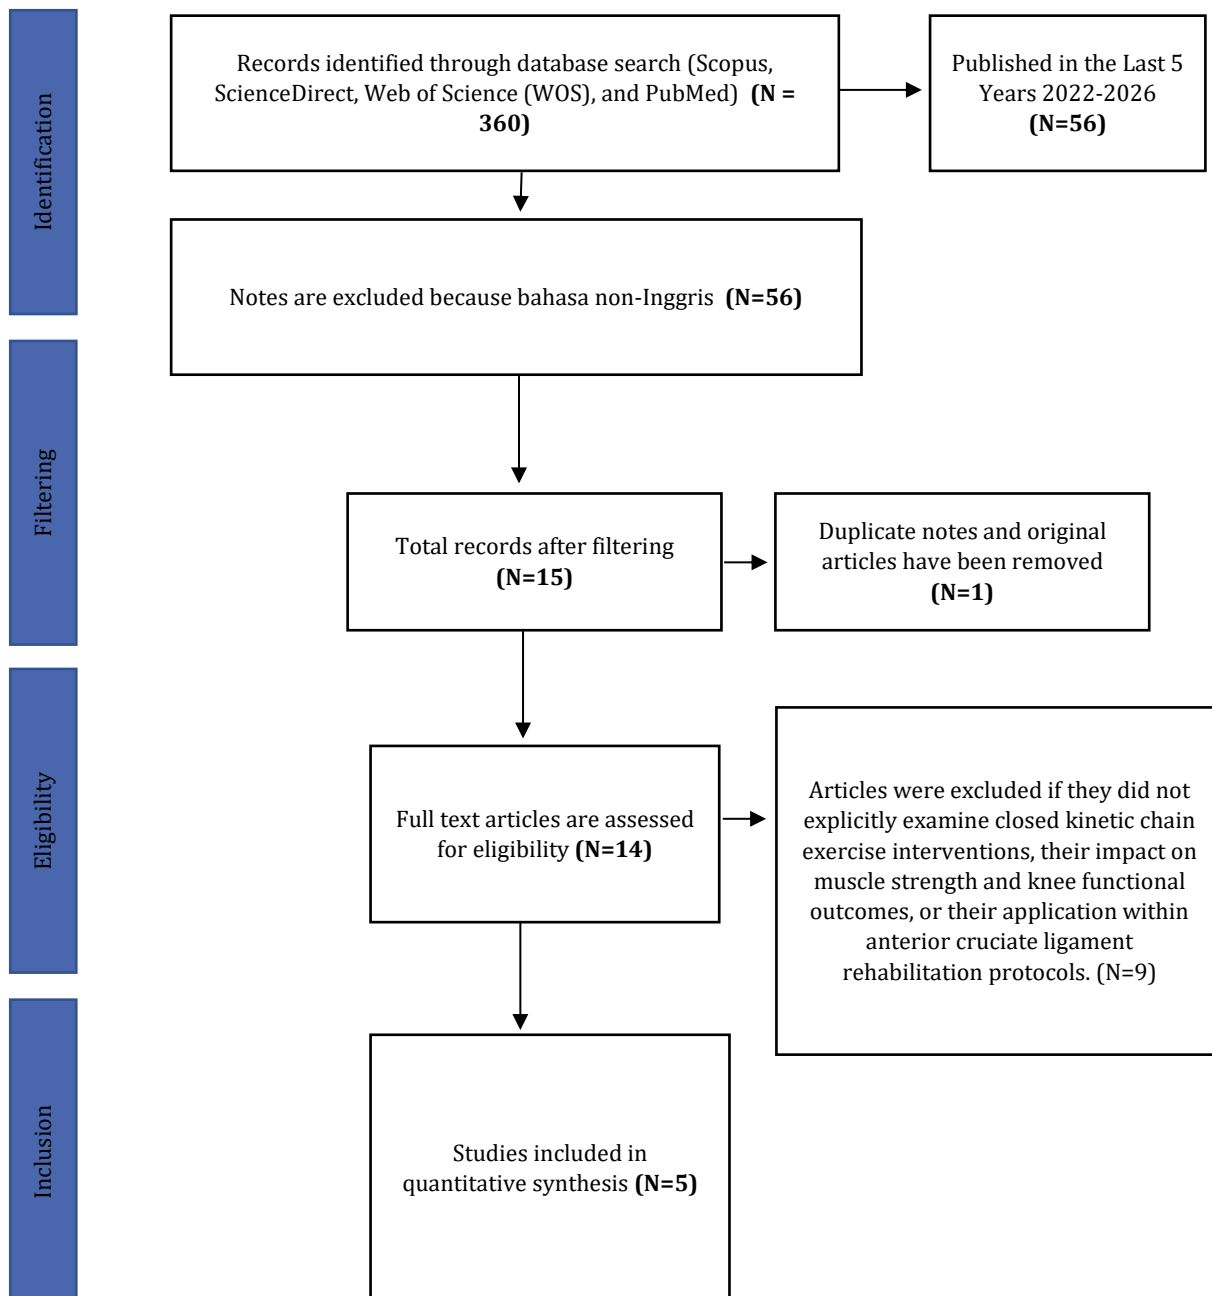 Identification
Records identified through database search (Scopus,
ScienceDirect, Web of Science (WOS), and PubMed) (N =
360)
Published in the Last 5
Years 2022-2026
(N=56)
Notes are excluded because bahasa non-Inggris (N=56)
Filtering
Total records after filtering
(N=15)
Duplicate notes and original
articles have been removed
(N=1)
Eligibility
Full text articles are assessed
for eligibility (N=14)
Articles were excluded if they did not
explicitly examine closed kinetic chain
exercise interventions, their impact on
muscle strength and knee functional
outcomes, or their application within
anterior cruciate ligament
rehabilitation protocols. (N=9)
Inclusion
Studies included in
quantitative synthesis (N=5)